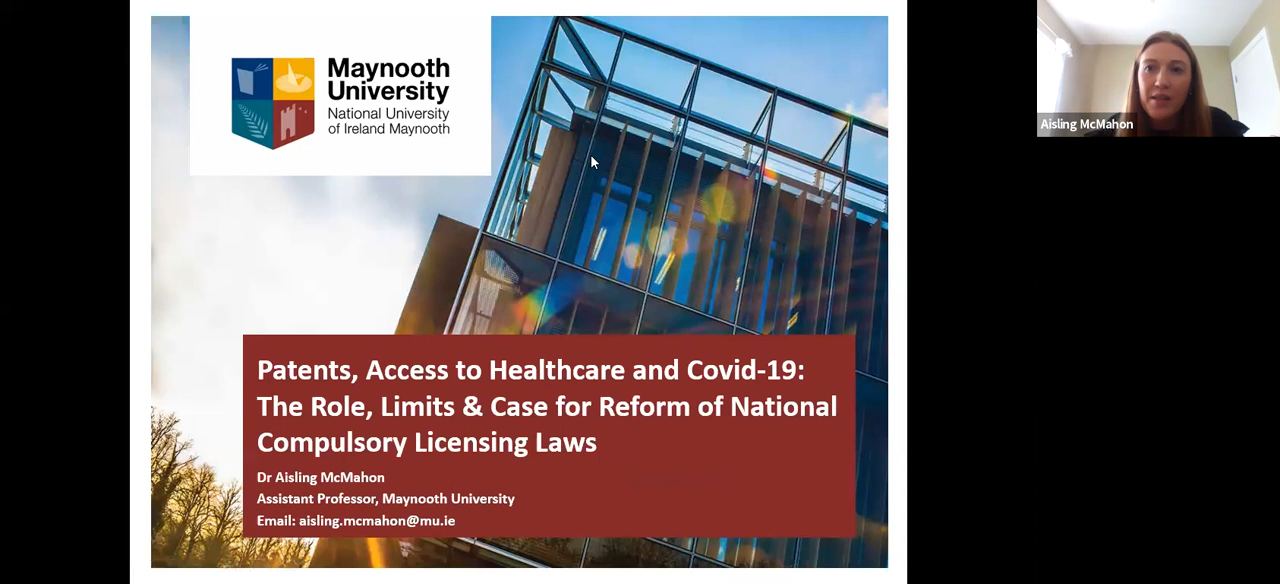 Maynooth
University
National University
of Ireland Maynooth
Aisling McMahon
Patents, Access to Healthcare and Covid-19:
The Role, Limits & Case for Reform of National
Compulsory Licensing Laws
Dr Aisling McMahon
Assistant Professor, Maynooth University
Email: aisling.mcmahon@mu.ie